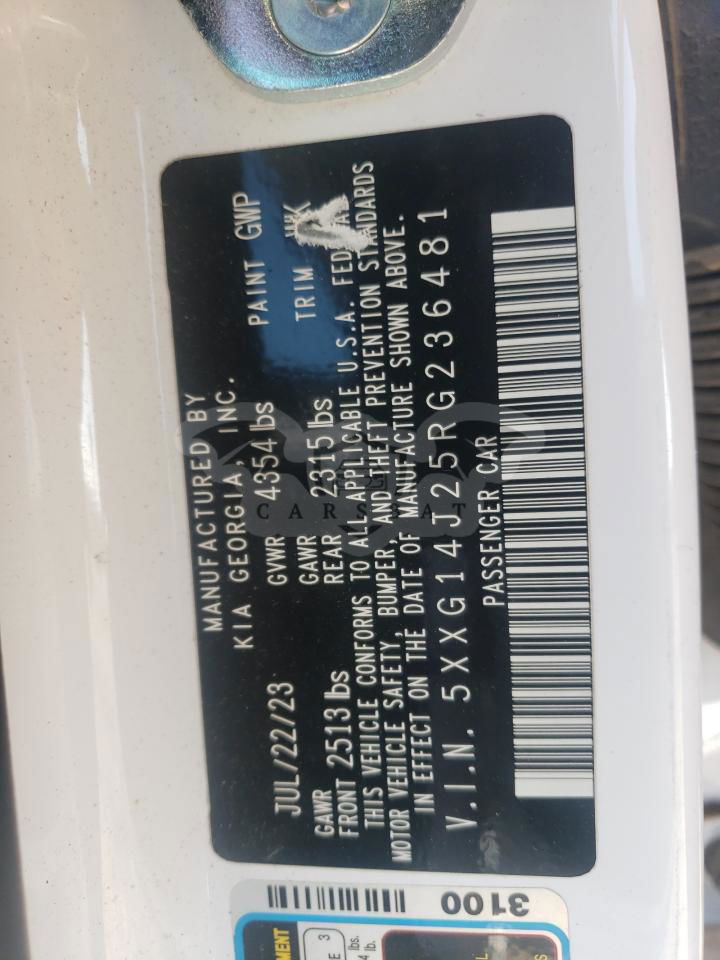 MANUFACTURED BY
KIA GEORGIA, INC.
JUL/22/23 GVWR 4354 lbs PAINT GWP
GAWR FRONT 2513 lbs GAWR REAR 2315 lbs TRIM
THIS VEHICLE CONFORMS TO ALL APPLICABLE U.S.A.
MOTOR VEHICLE SAFETY, BUMPER, AND THEFT PREVENTION STANDARDS
IN EFFECT ON THE DATE OF MANUFACTURE SHOWN ABOVE.
V.I.N. 5XXG14J25RG236481
PASSENGER CAR
3100